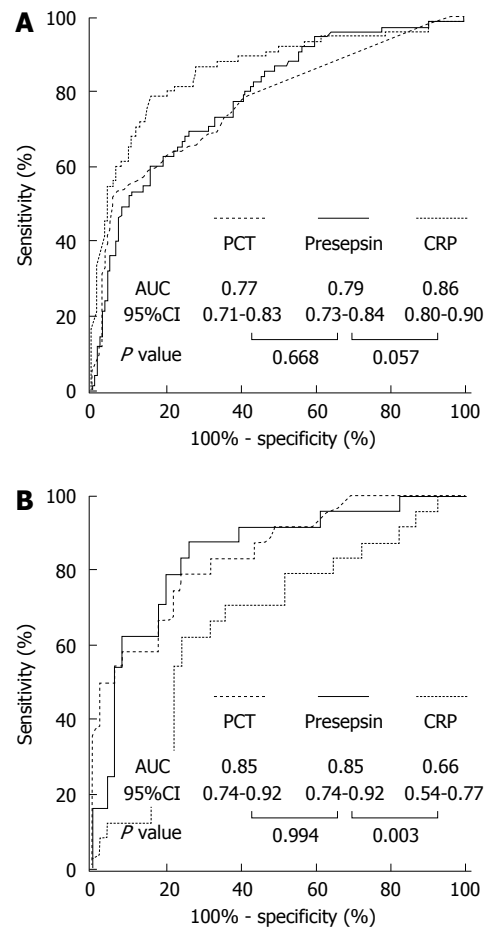 A
100
80
60
40
20
0
Sensitivity (%)
PCT Presepsin CRP
AUC 0.77 0.79 0.86
95%CI 0.71-0.83 0.73-0.84 0.80-0.90
P value 0.668 0.057
0 20 40 60 80 100
100% - specificity (%)
B
100
80
60
40
20
0
Sensitivity (%)
PCT Presepsin CRP
AUC 0.85 0.85 0.66
95%CI 0.74-0.92 0.74-0.92 0.54-0.77
P value 0.994 0.003
0 20 40 60 80 100
100% - specificity (%)